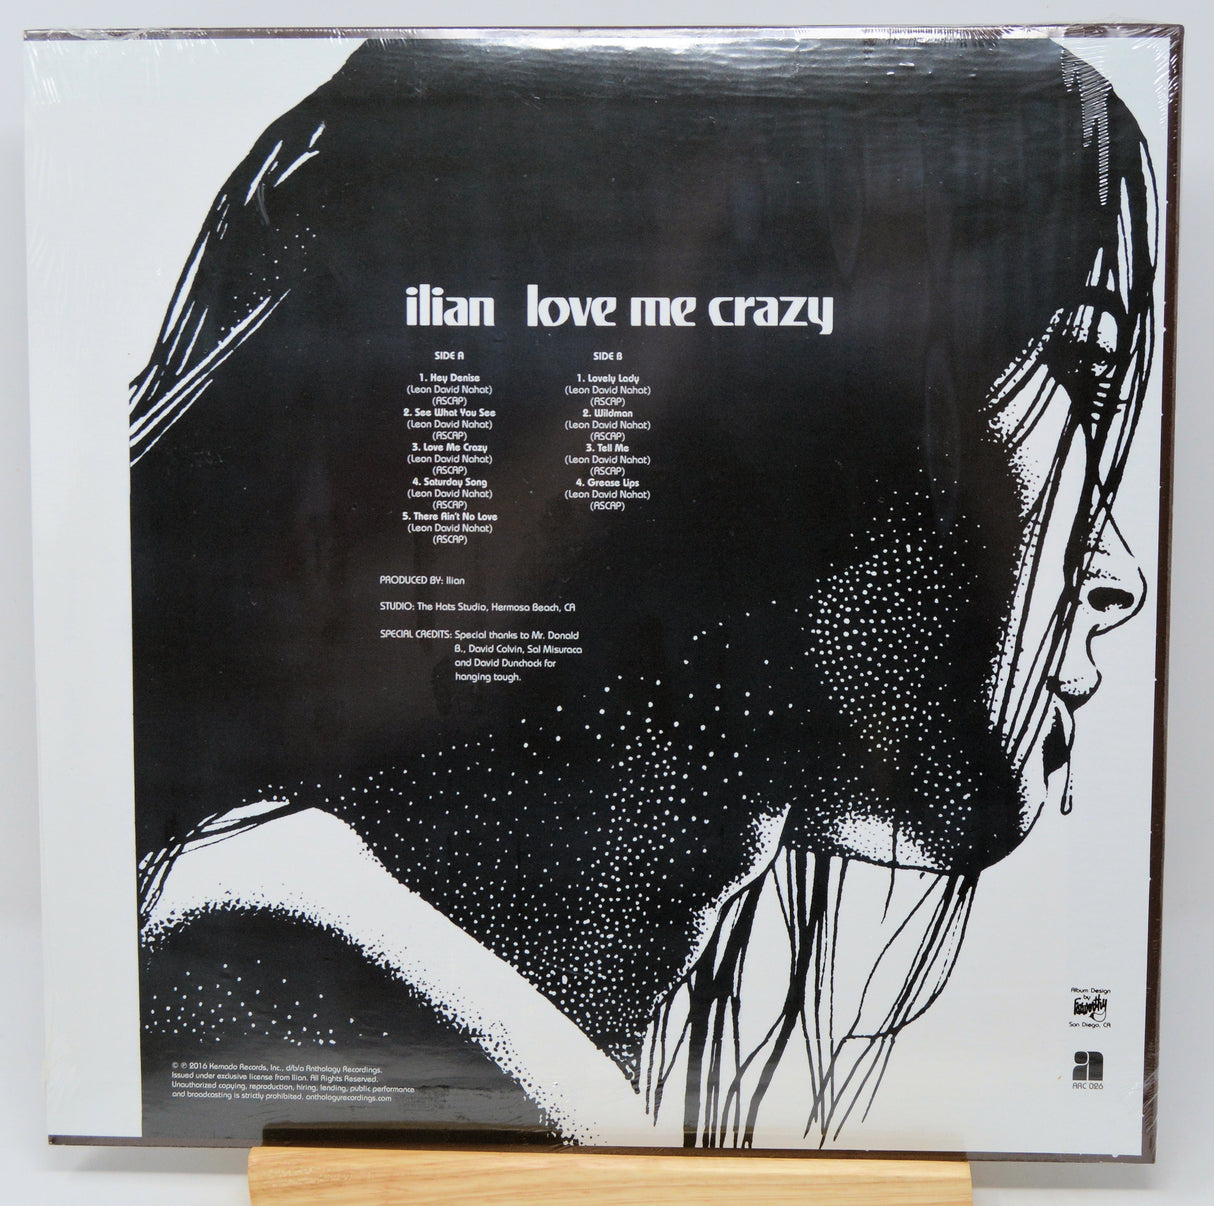 ilian love me crazy
SIDE A
1. Hey Denise
(Leon David Nahat)
(ASCAP)
2. See What You See
(Leon David Nahat)
(ASCAP)
3. Love Me Crazy
(Leon David Nahat)
(ASCAP)
4. Saturday Song
(Leon David Nahat)
(ASCAP)
5. There Ain't No Love
(Leon David Nahat)
(ASCAP)
SIDE B
1. Lovely Lady
(Leon David Nahat)
(ASCAP)
2. Wildman
(Leon David Nahat)
(ASCAP)
3. Tell Me
(Leon David Nahat)
(ASCAP)
4. Grease Lips
(Leon David Nahat)
(ASCAP)
PRODUCED BY: Ilian
STUDIO: The Hats Studio, Hermosa Beach, CA
SPECIAL CREDITS: Special thanks to Mr. Donald
B., David Colvin, Sal Misuraca
and David Dunchock for
hanging tough.
© ℗ 2016 Kemado Records, Inc., d/b/a Anthology Recordings.
Issued under exclusive license from Ilian. All Rights Reserved.
Unauthorized copying, reproduction, hiring, lending, public performance
and broadcasting is strictly prohibited. anthologyrecordings.com
Album Design
by
San Diego, CA
ARC 026